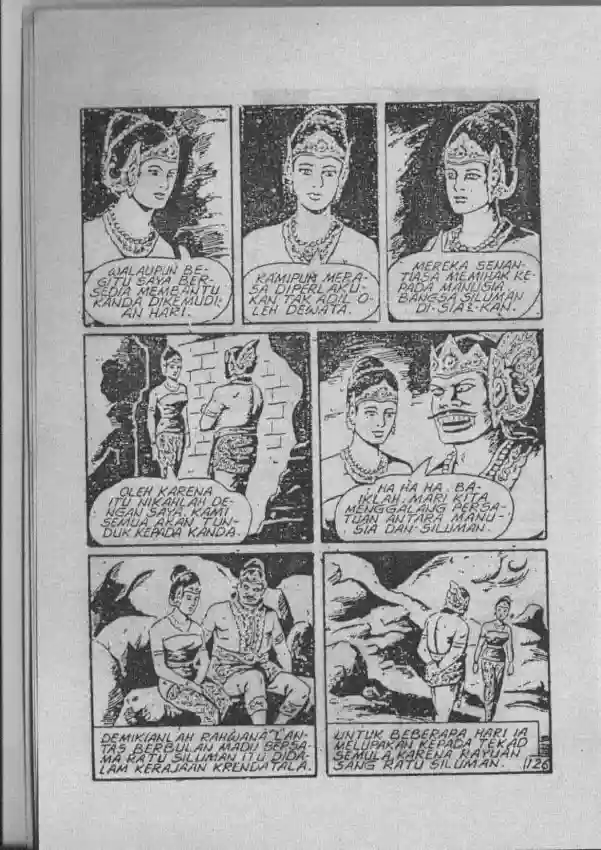 WALAUPUN BE-
GITU SAYA BER-
SEDIA MEMBANTU
KANDA DIKEMUDI-
AN HARI.
KAMIPUN MERA-
SA DIPERLAKU-
KAN TAK ADIL O-
LEH DEWATA.
MEREKA SENAN-
TIASA MEMIHAK KE-
PADA MANUSIA
BANGSA SILUMAN
DI-SIA2-KAN.
OLEH KARENA
ITU NIKAHLAH DE-
NGAN SAYA. KAMI
SEMUA AKAN TUN-
DUK KEPADA KANDA.
HA HA HA. BA-
IKLAH. MARI KITA
MENGGALANG PERSA-
TUAN ANTARA MANU-
SIA DAN SILUMAN.
DEMIKIANLAH RAHWANA LAN-
TAS BERBULAN MADU BERSA-
MA RATU SILUMAN ITU DIDA-
LAM KERAJAAN KRENDATALA.
UNTUK BEBERAPA HARI IA
MELUPAKAN KEPADA TEKAD
SEMULA KARENA RAYUAN
SANG RATU SILUMAN.
126